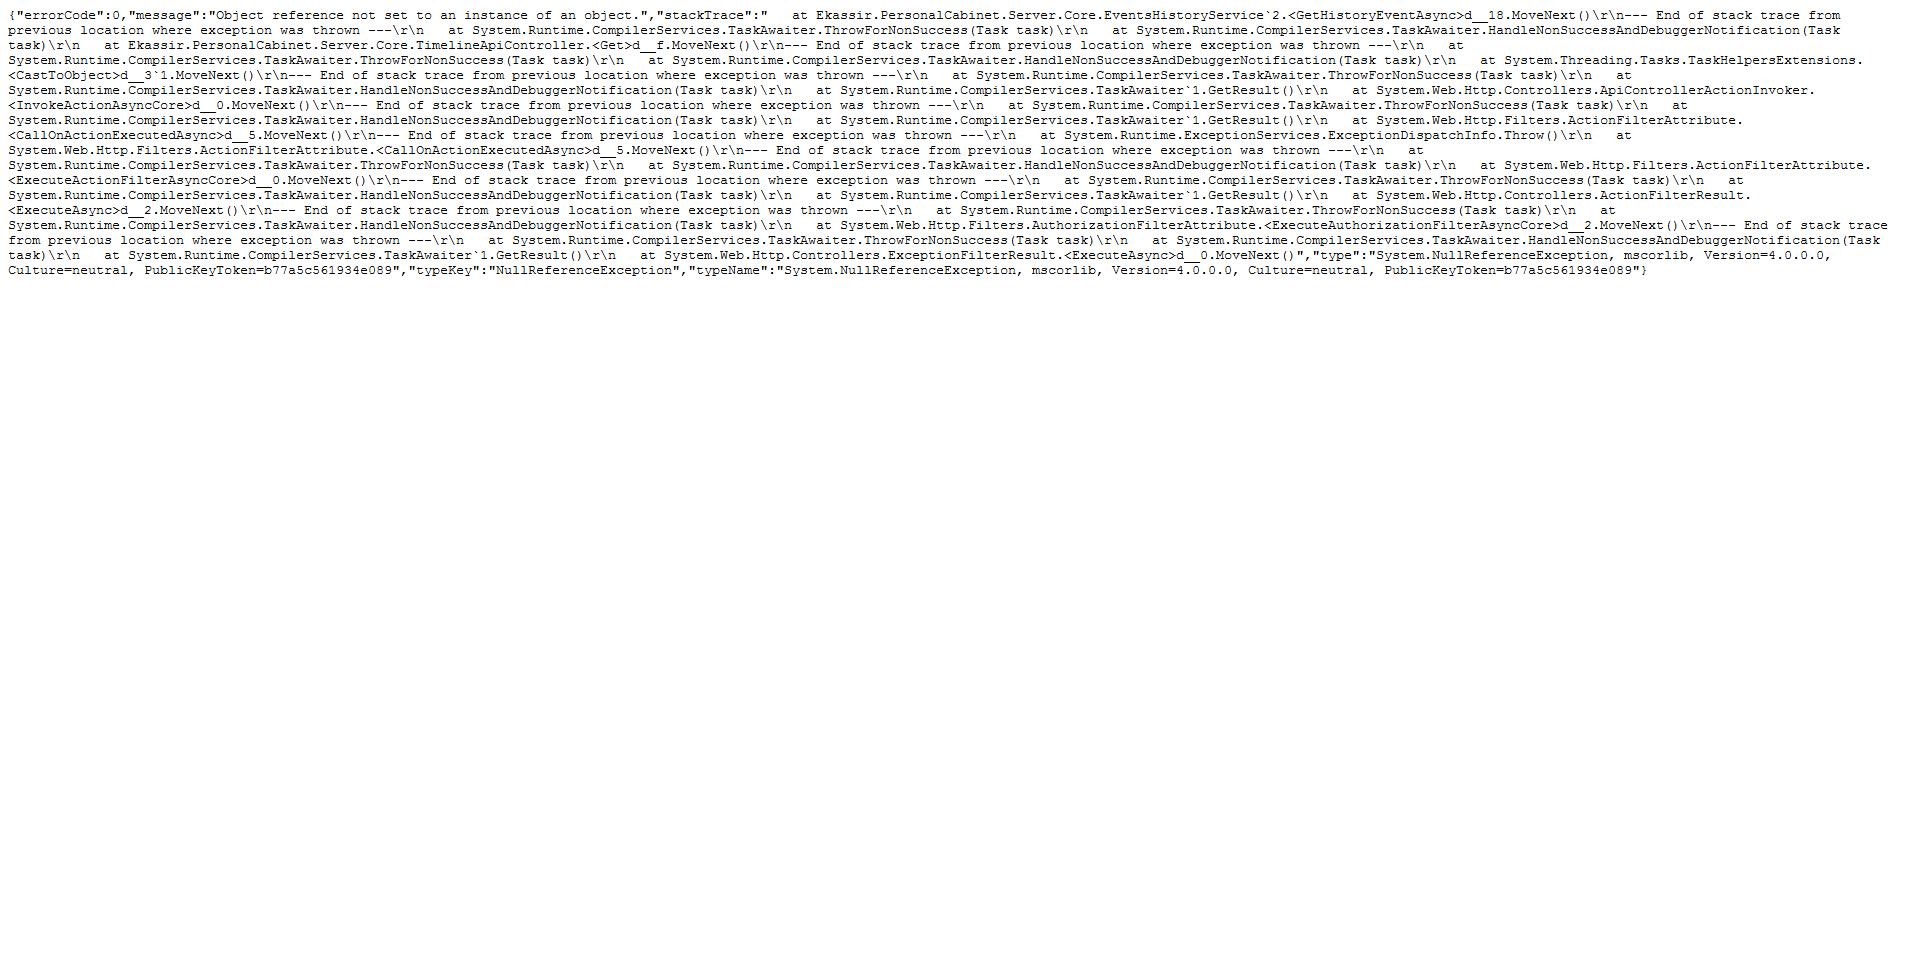 {"errorCode":0,"message":"Object reference not set to an instance of an object.","stackTrace":"   at Ekassir.PersonalCabinet.Server.Core.EventsHistoryService`2.<GetHistoryEventAsync>d__18.MoveNext()\r\n--- End of stack trace from
previous location where exception was thrown ---\r\n   at System.Runtime.CompilerServices.TaskAwaiter.ThrowForNonSuccess(Task task)\r\n   at System.Runtime.CompilerServices.TaskAwaiter.HandleNonSuccessAndDebuggerNotification(Task
task)\r\n   at Ekassir.PersonalCabinet.Server.Core.TimelineApiController.<Get>d__f.MoveNext()\r\n--- End of stack trace from previous location where exception was thrown ---\r\n   at
System.Runtime.CompilerServices.TaskAwaiter.ThrowForNonSuccess(Task task)\r\n   at System.Runtime.CompilerServices.TaskAwaiter.HandleNonSuccessAndDebuggerNotification(Task task)\r\n   at System.Threading.Tasks.TaskHelpersExtensions.
<CastToObject>d__3`1.MoveNext()\r\n--- End of stack trace from previous location where exception was thrown ---\r\n   at System.Runtime.CompilerServices.TaskAwaiter.ThrowForNonSuccess(Task task)\r\n   at
System.Runtime.CompilerServices.TaskAwaiter.HandleNonSuccessAndDebuggerNotification(Task task)\r\n   at System.Runtime.CompilerServices.TaskAwaiter`1.GetResult()\r\n   at System.Web.Http.Controllers.ApiControllerActionInvoker.
<InvokeActionAsyncCore>d__0.MoveNext()\r\n--- End of stack trace from previous location where exception was thrown ---\r\n   at System.Runtime.CompilerServices.TaskAwaiter.ThrowForNonSuccess(Task task)\r\n   at
System.Runtime.CompilerServices.TaskAwaiter.HandleNonSuccessAndDebuggerNotification(Task task)\r\n   at System.Runtime.CompilerServices.TaskAwaiter`1.GetResult()\r\n   at System.Web.Http.Filters.ActionFilterAttribute.
<CallOnActionExecutedAsync>d__5.MoveNext()\r\n--- End of stack trace from previous location where exception was thrown ---\r\n   at System.Runtime.ExceptionServices.ExceptionDispatchInfo.Throw()\r\n   at
System.Web.Http.Filters.ActionFilterAttribute.<CallOnActionExecutedAsync>d__5.MoveNext()\r\n--- End of stack trace from previous location where exception was thrown ---\r\n   at
System.Runtime.CompilerServices.TaskAwaiter.ThrowForNonSuccess(Task task)\r\n   at System.Runtime.CompilerServices.TaskAwaiter.HandleNonSuccessAndDebuggerNotification(Task task)\r\n   at System.Web.Http.Filters.ActionFilterAttribute.
<ExecuteActionFilterAsyncCore>d__0.MoveNext()\r\n--- End of stack trace from previous location where exception was thrown ---\r\n   at System.Runtime.CompilerServices.TaskAwaiter.ThrowForNonSuccess(Task task)\r\n   at
System.Runtime.CompilerServices.TaskAwaiter.HandleNonSuccessAndDebuggerNotification(Task task)\r\n   at System.Runtime.CompilerServices.TaskAwaiter`1.GetResult()\r\n   at System.Web.Http.Controllers.ActionFilterResult.
<ExecuteAsync>d__2.MoveNext()\r\n--- End of stack trace from previous location where exception was thrown ---\r\n   at System.Runtime.CompilerServices.TaskAwaiter.ThrowForNonSuccess(Task task)\r\n   at
System.Runtime.CompilerServices.TaskAwaiter.HandleNonSuccessAndDebuggerNotification(Task task)\r\n   at System.Web.Http.Filters.AuthorizationFilterAttribute.<ExecuteAuthorizationFilterAsyncCore>d__2.MoveNext()\r\n--- End of stack trace
from previous location where exception was thrown ---\r\n   at System.Runtime.CompilerServices.TaskAwaiter.ThrowForNonSuccess(Task task)\r\n   at System.Runtime.CompilerServices.TaskAwaiter.HandleNonSuccessAndDebuggerNotification(Task
task)\r\n   at System.Runtime.CompilerServices.TaskAwaiter`1.GetResult()\r\n   at System.Web.Http.Controllers.ExceptionFilterResult.<ExecuteAsync>d__0.MoveNext()","type":"System.NullReferenceException, mscorlib, Version=4.0.0.0,
Culture=neutral, PublicKeyToken=b77a5c561934e089","typeKey":"NullReferenceException","typeName":"System.NullReferenceException, mscorlib, Version=4.0.0.0, Culture=neutral, PublicKeyToken=b77a5c561934e089"}